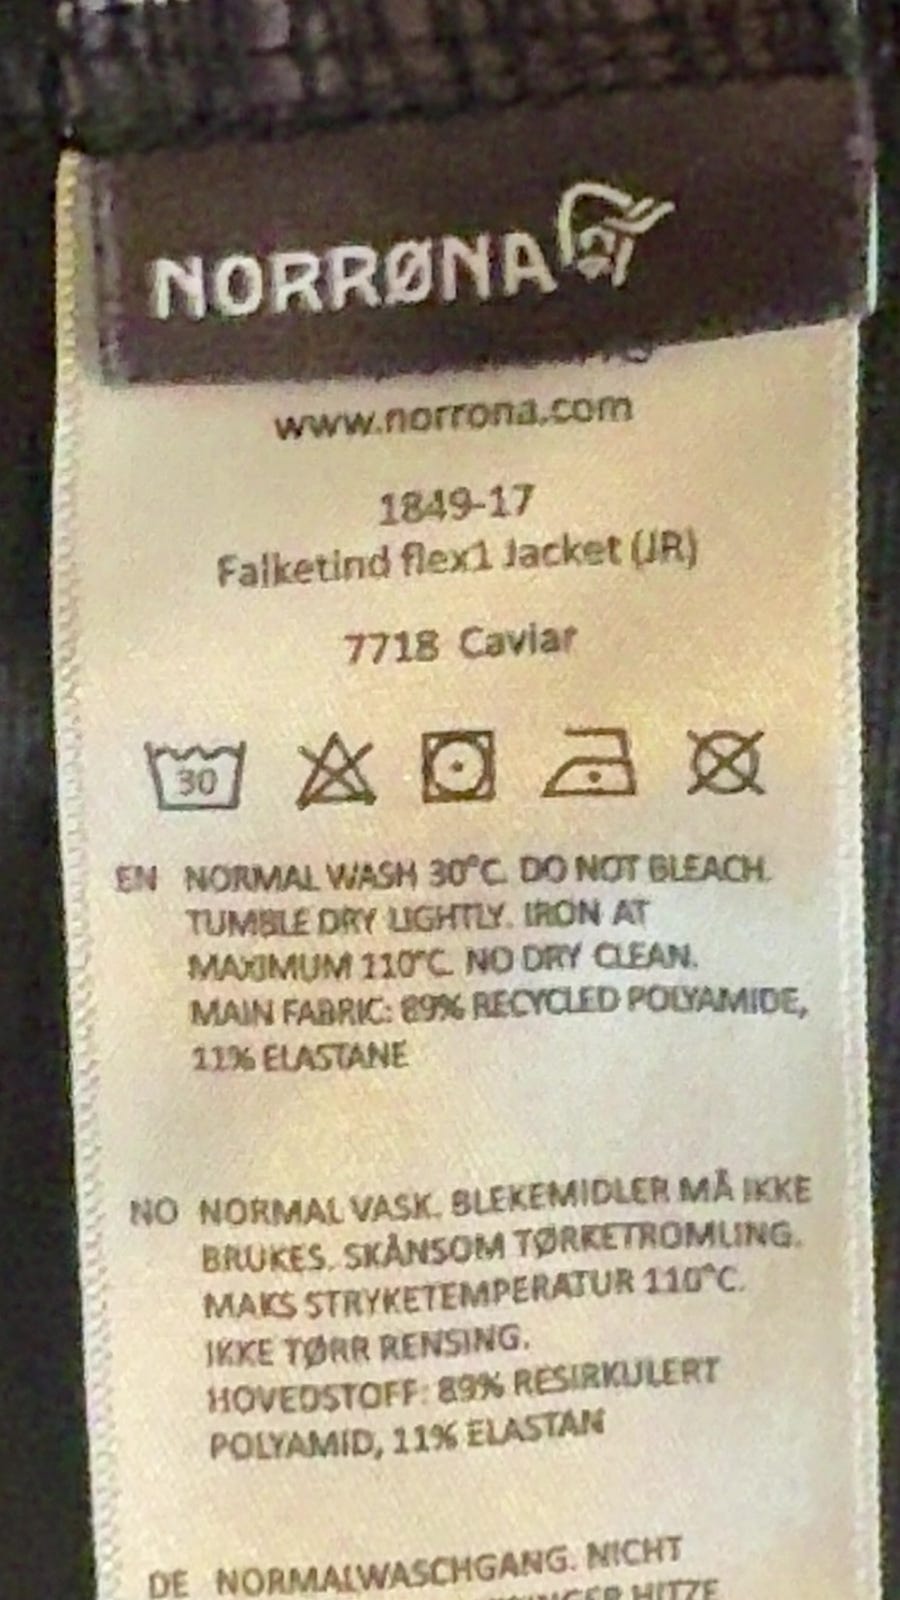 NORRØNA
www.norrona.com
1849-17
Falketind flex1 Jacket (JR)
7718 Caviar
30
EN NORMAL WASH 30°C. DO NOT BLEACH.
TUMBLE DRY LIGHTLY. IRON AT
MAXIMUM 110°C. NO DRY CLEAN.
MAIN FABRIC: 89% RECYCLED POLYAMIDE,
11% ELASTANE
NO NORMAL VASK. BLEKEMIDLER MÅ IKKE
BRUKES. SKÅNSOM TØRKETROMLING.
MAKS STRYKETEMPERATUR 110°C.
IKKE TØRR RENSING.
HOVEDSTOFF: 89% RESIRKULERT
POLYAMID, 11% ELASTAN
DE NORMALWASCHGANG. NICHT
HITZE